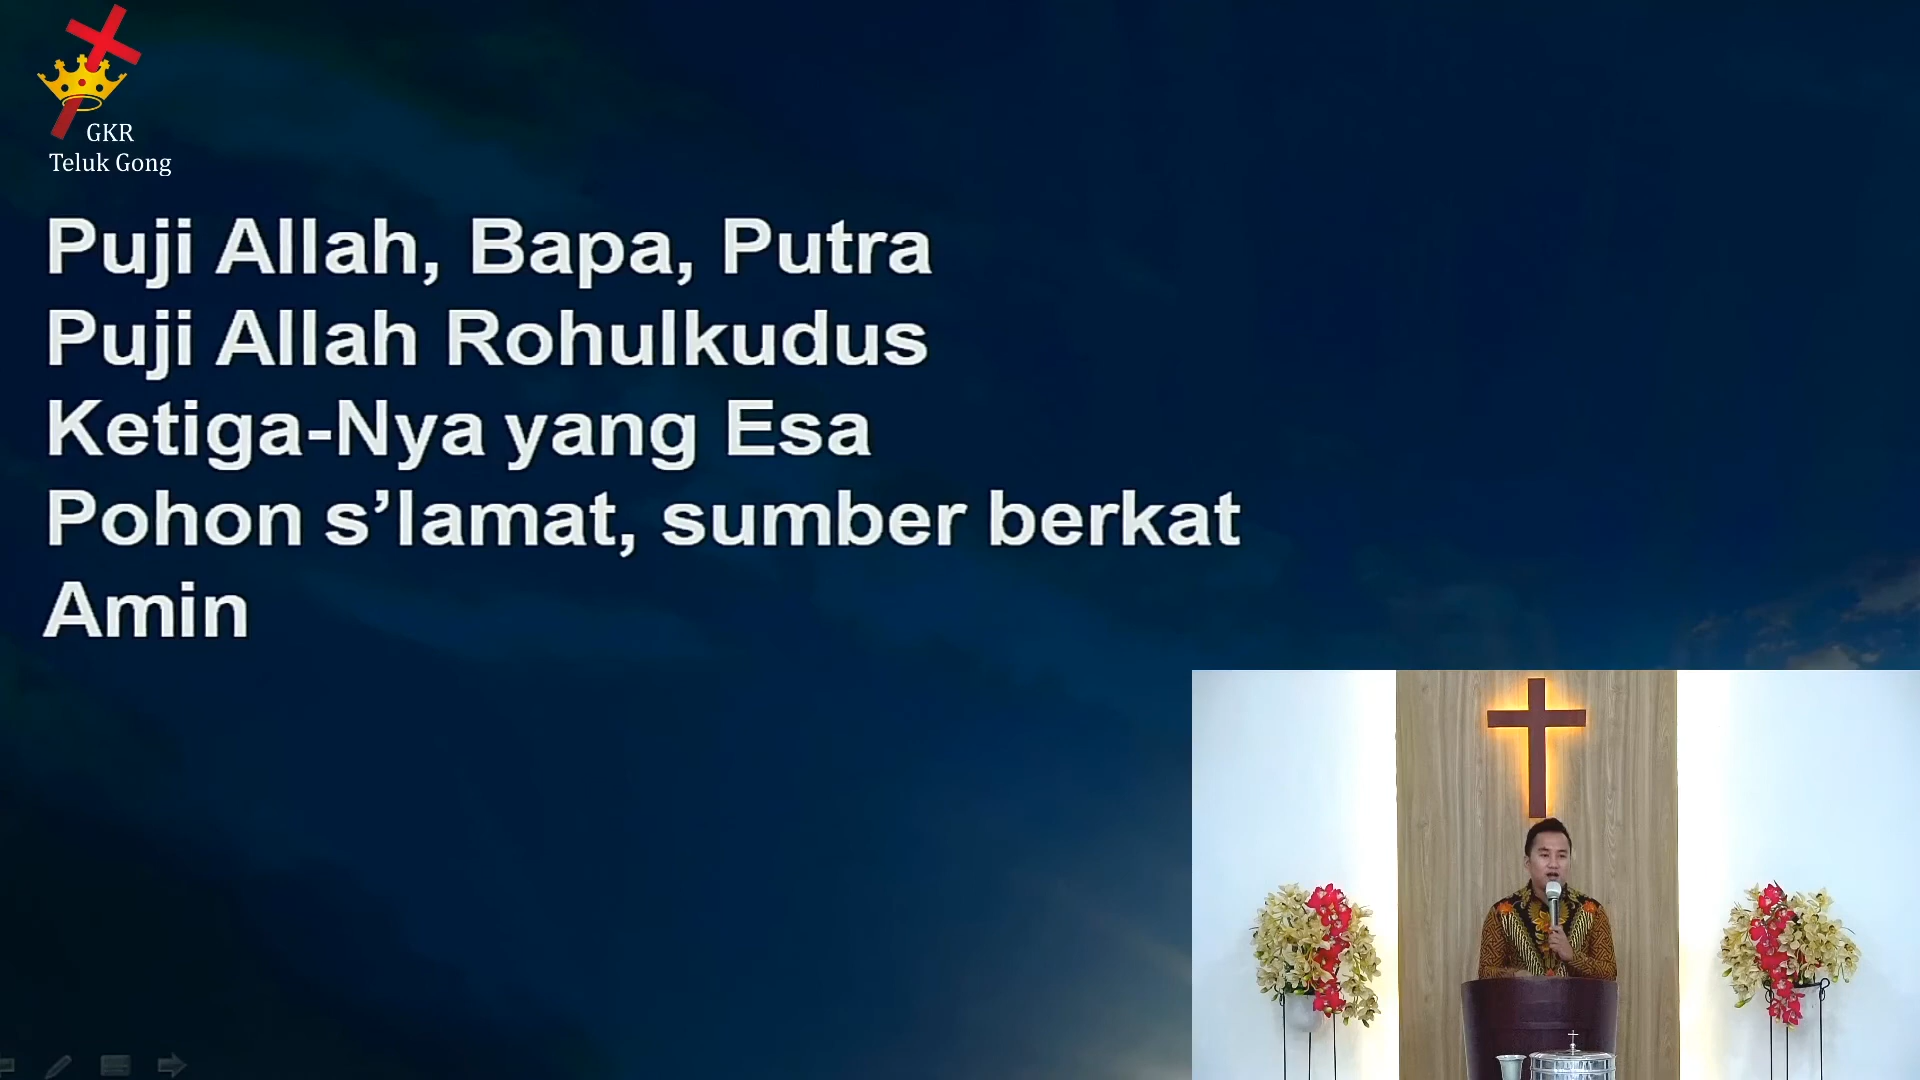 GKR
Teluk Gong
Puji Allah, Bapa, Putra
Puji Allah Rohulkudus
Ketiga-Nya yang Esa
Pohon s’lamat, sumber berkat
Amin